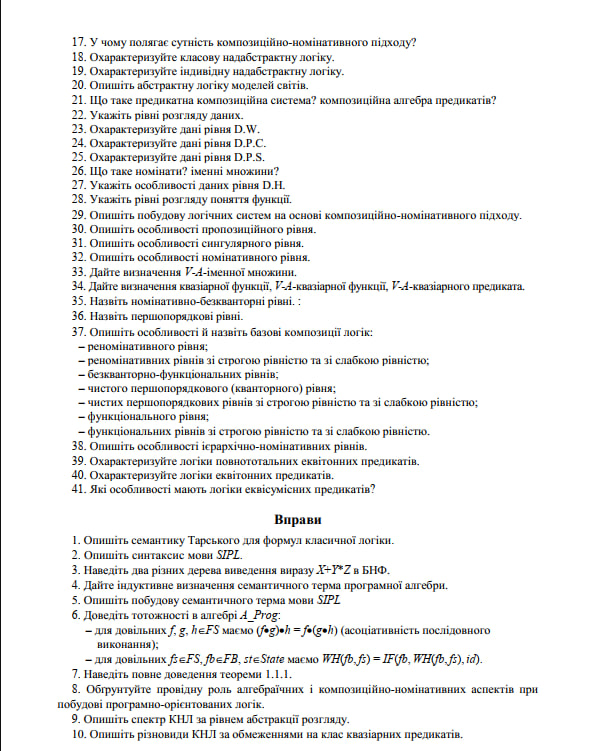 17. У чому полягає сутність композиційно-номінативного підходу?
18. Охарактеризуйте класову надабстрактну логіку.
19. Охарактеризуйте індивідну надабстрактну логіку.
20. Опишіть абстрактну логіку моделей світів.
21. Що таке предикатна композиційна система? композиційна алгебра предикатів?
22. Укажіть рівні розгляду даних.
23. Охарактеризуйте дані рівня D.W.
24. Охарактеризуйте дані рівня D.P.C.
25. Охарактеризуйте дані рівня D.P.S.
26. Що таке номінати? іменні множини?
27. Укажіть особливості даних рівня D.H.
28. Укажіть рівні розгляду поняття функції.
29. Опишіть побудову логічних систем на основі композиційно-номінативного підходу.
30. Опишіть особливості пропозиційного рівня.
31. Опишіть особливості сингулярного рівня.
32. Опишіть особливості номінативного рівня.
33. Дайте визначення V-A-іменної множини.
34. Дайте визначення квазіарної функції, V-A-квазіарної функції, V-A-квазіарного предиката.
35. Назвіть номінативно-безкванторні рівні. :
36. Назвіть першопорядкові рівні.
37. Опишіть особливості й назвіть базові композиції логік:
– реномінативного рівня;
– реномінативних рівнів зі строгою рівністю та зі слабкою рівністю;
– безкванторно-функціональних рівнів;
– чистого першопорядкового (кванторного) рівня;
– чистих першопорядкових рівнів зі строгою рівністю та зі слабкою рівністю;
– функціонального рівня;
– функціональних рівнів зі строгою рівністю та зі слабкою рівністю.
38. Опишіть особливості ієрархічно-номінативних рівнів.
39. Охарактеризуйте логіки повнототальних еквітонних предикатів.
40. Охарактеризуйте логіки еквітонних предикатів.
41. Які особливості мають логіки еквісумісних предикатів?
Вправи
1. Опишіть семантику Тарського для формул класичної логіки.
2. Опишіть синтаксис мови SIPL.
3. Наведіть два різних дерева виведення виразу X+Y*Z в БНФ.
4. Дайте індуктивне визначення семантичного терма програмної алгебри.
5. Опишіть побудову семантичного терма мови SIPL
6. Доведіть тотожності в алгебрі A_Prog:
– для довільних f, g, h∈FS маємо (f•g)•h = f•(g•h) (асоціативність послідовного
виконання);
– для довільних fs∈FS, fb∈FB, st∈State маємо WH(fb,fs) = IF(fb, WH(fb,fs), id).
7. Наведіть повне доведення теореми 1.1.1.
8. Обґрунтуйте провідну роль алгебраїчних і композиційно-номінативних аспектів при
побудові програмно-орієнтованих логік.
9. Опишіть спектр КНЛ за рівнем абстракції розгляду.
10. Опишіть різновиди КНЛ за обмеженнями на клас квазіарних предикатів.